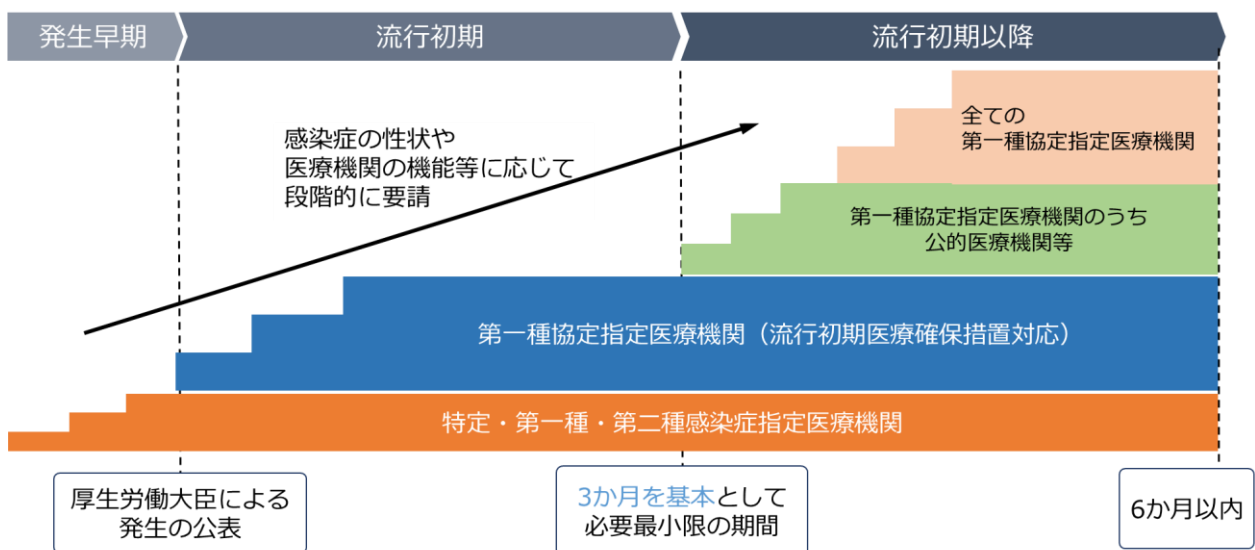 発生早期
流行初期
流行初期以降
感染症の性状や
医療機関の機能等に応じて
段階的に要請
全ての
第一種協定指定医療機関
第一種協定指定医療機関のうち
公的医療機関等
第一種協定指定医療機関（流行初期医療確保措置対応）
特定・第一種・第二種感染症指定医療機関
厚生労働大臣による
発生の公表
3か月を基本として
必要最小限の期間
6か月以内